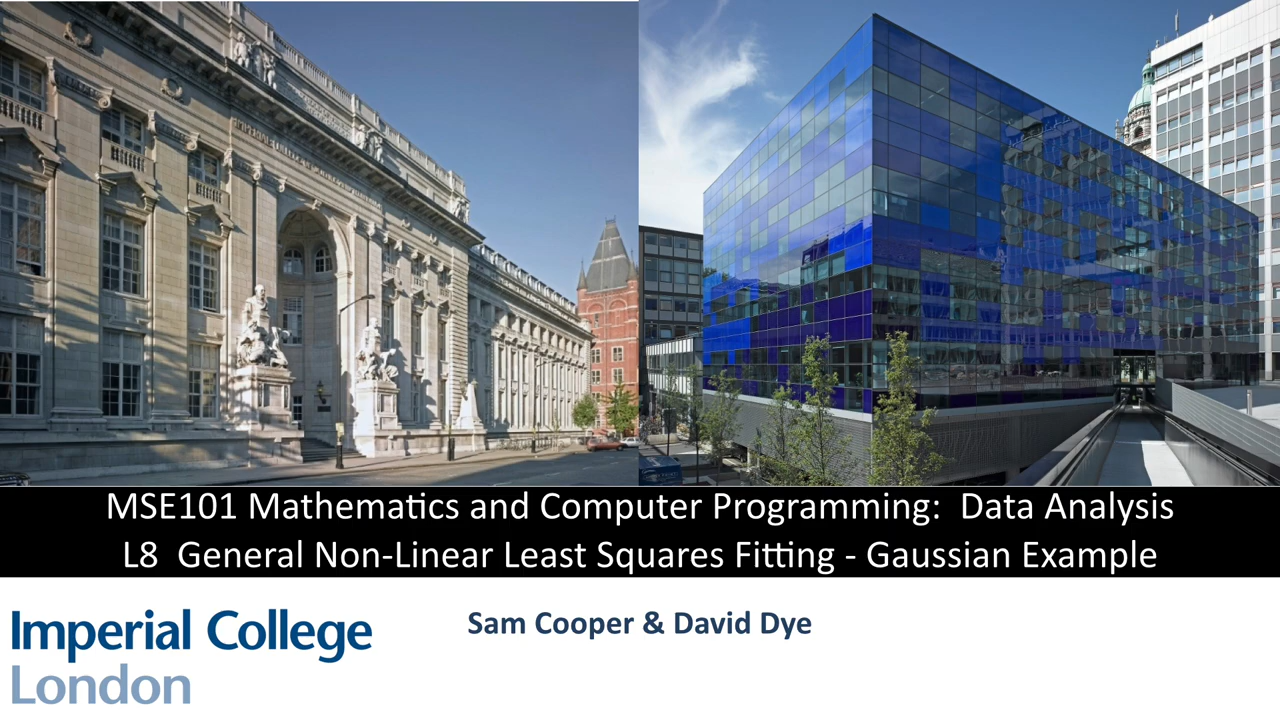 MSE101 Mathematics and Computer Programming: Data Analysis
L8 General Non-Linear Least Squares Fitting - Gaussian Example
Imperial College
London
Sam Cooper & David Dye